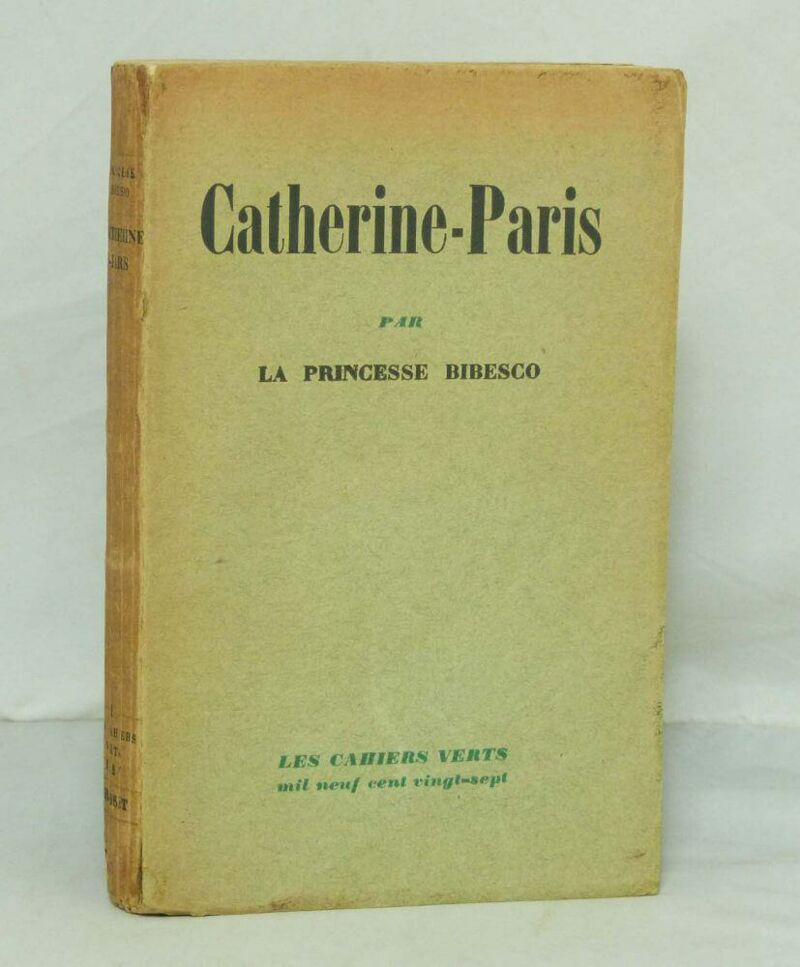 Catherine-Paris
PAR
LA PRINCESSE BIBESCO
LES CAHIERS VERTS
mil neuf cent vingt-sept